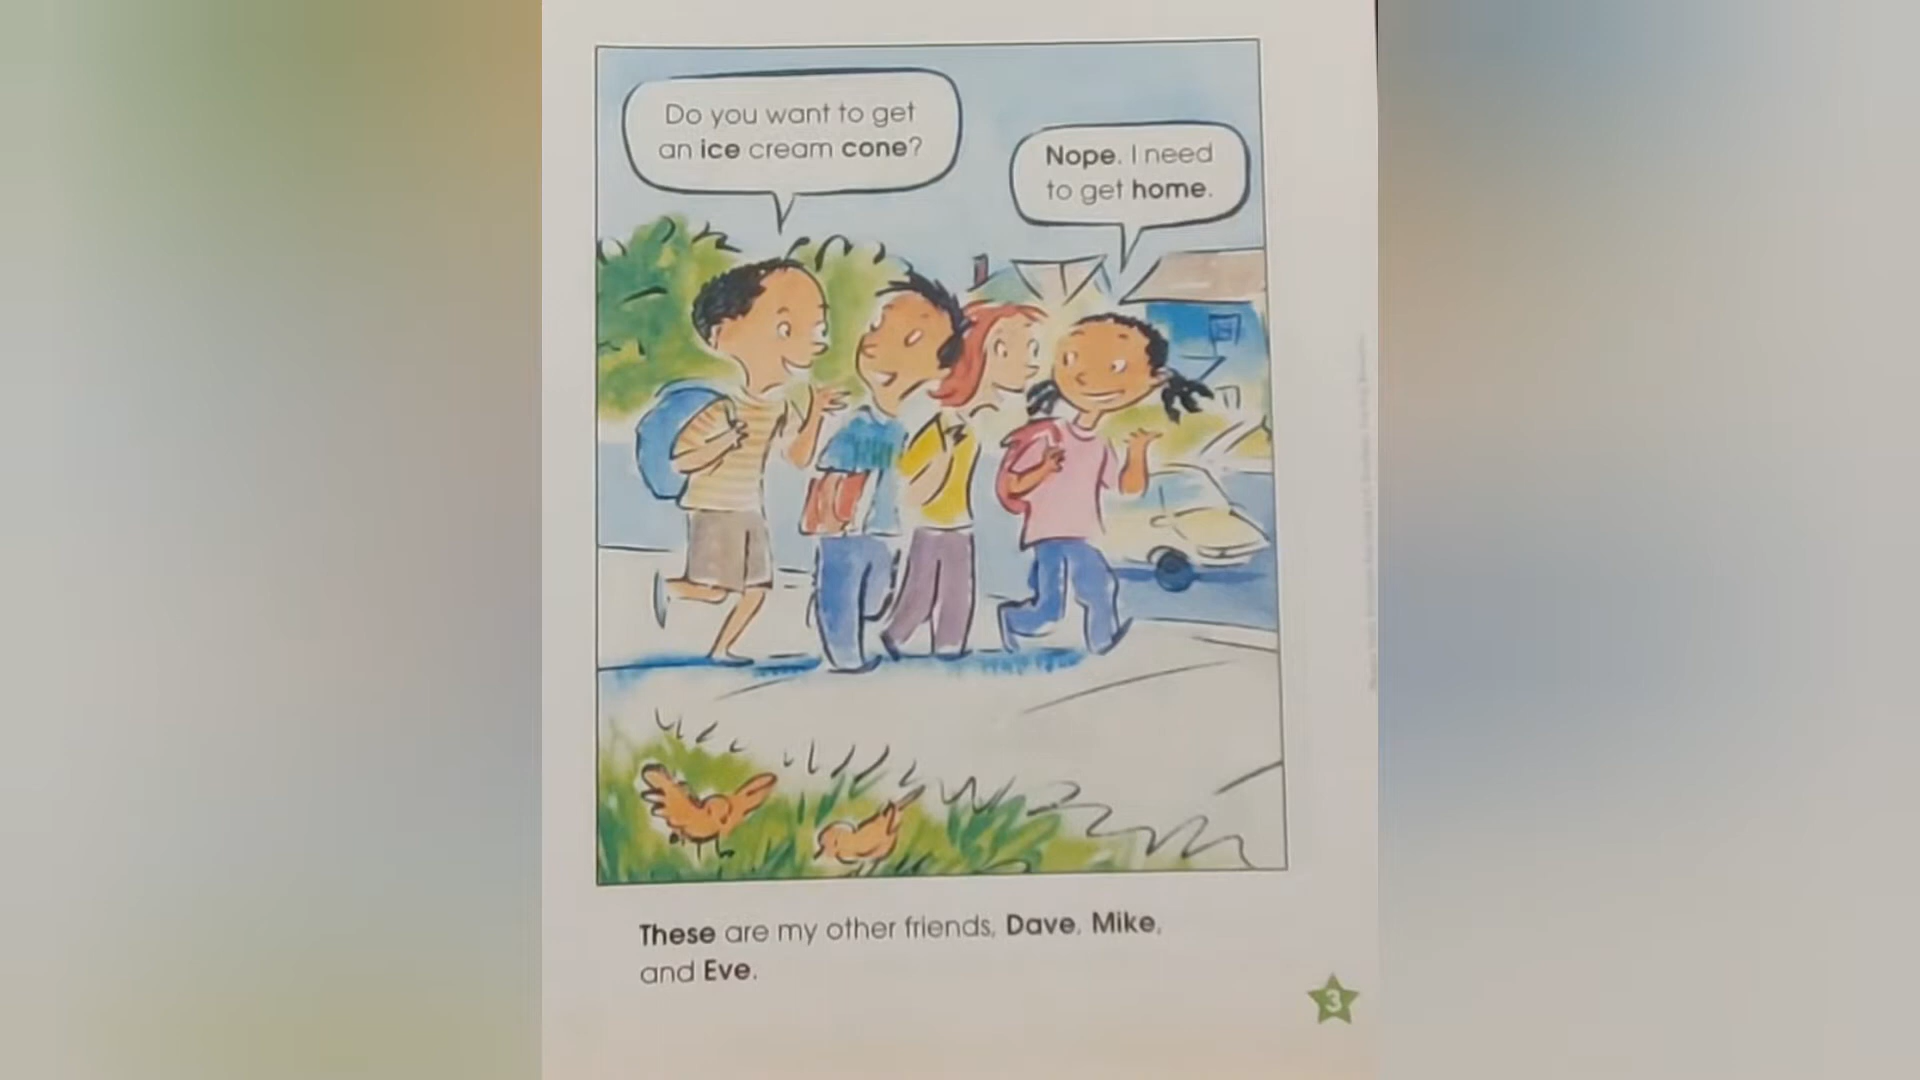 Do you want to get
an ice cream cone?
Nope. I need
to get home.
These are my other friends, Dave, Mike,
and Eve.
3